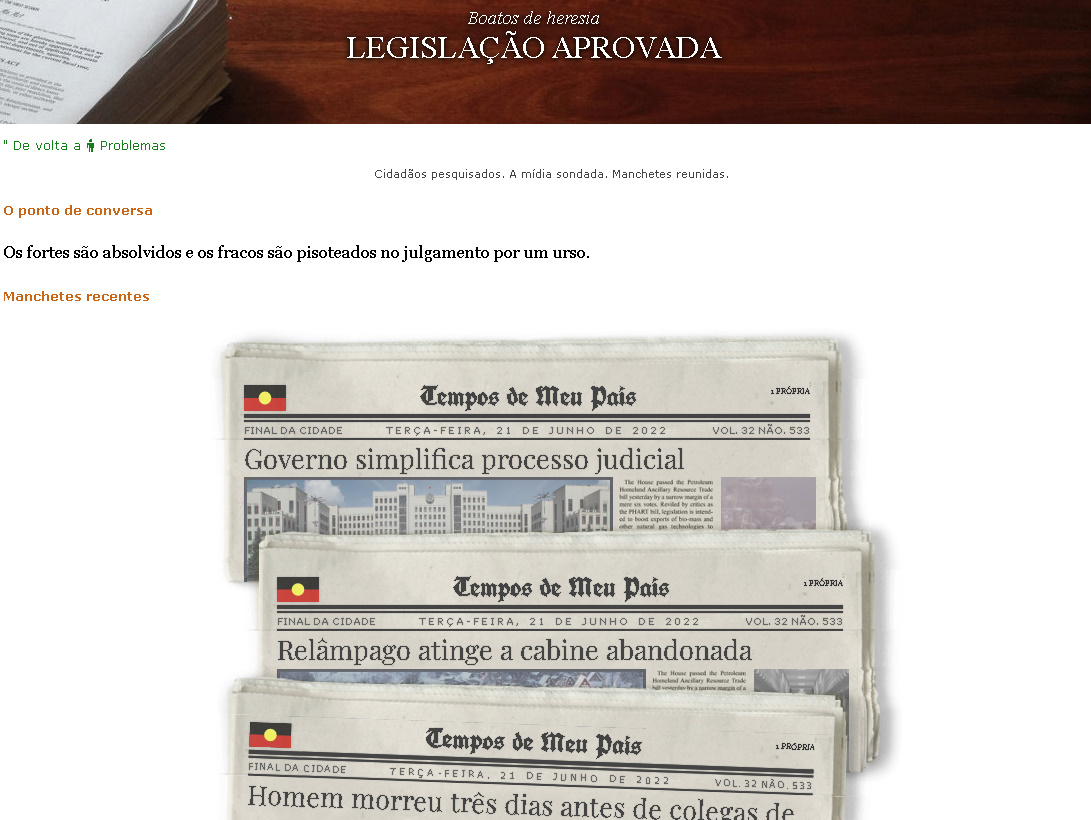 Boatos de heresia
LEGISLAÇÃO APROVADA
" De volta a Problemas
Cidadãos pesquisados. A mídia sondada. Manchetes reunidas.
O ponto de conversa
Os fortes são absolvidos e os fracos são pisoteados no julgamento por um urso.
Manchetes recentes
Tempos de Meu País
1 PRÓPRIA
FINAL DA CIDADE
TERÇA-FEIRA, 21 DE JUNHO DE 2022
VOL. 32 NÃO. 533
Governo simplifica processo judicial
The House passed the Petroleum
Homeland Ancillary Resource Trade
bill yesterday by a narrow margin of a
mere six votes. Reviled by critics as
the PHART bill, legislation is intend-
ed to boost exports of bio-mass and
other natural gas technologies to
Tempos de Meu País
1 PRÓPRIA
FINAL DA CIDADE
TERÇA-FEIRA, 21 DE JUNHO DE 2022
VOL. 32 NÃO. 533
Relâmpago atinge a cabine abandonada
The House passed the Petroleum
Homeland Ancillary Resource Trade
bill yesterday by a narrow margin of a
Tempos de Meu País
1 PRÓPRIA
FINAL DA CIDADE
TERÇA-FEIRA, 21 DE JUNHO DE 2022
VOL. 32 NÃO. 533
Homem morreu três dias antes de colegas de